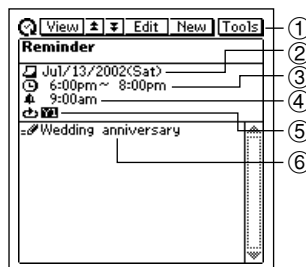 View Edit New Tools ①
Reminder
②
Jul/13/2002(Sat)
③
6:00pm~ 8:00pm
9:00am ④
Y1
⑤
Wedding anniversary
⑥